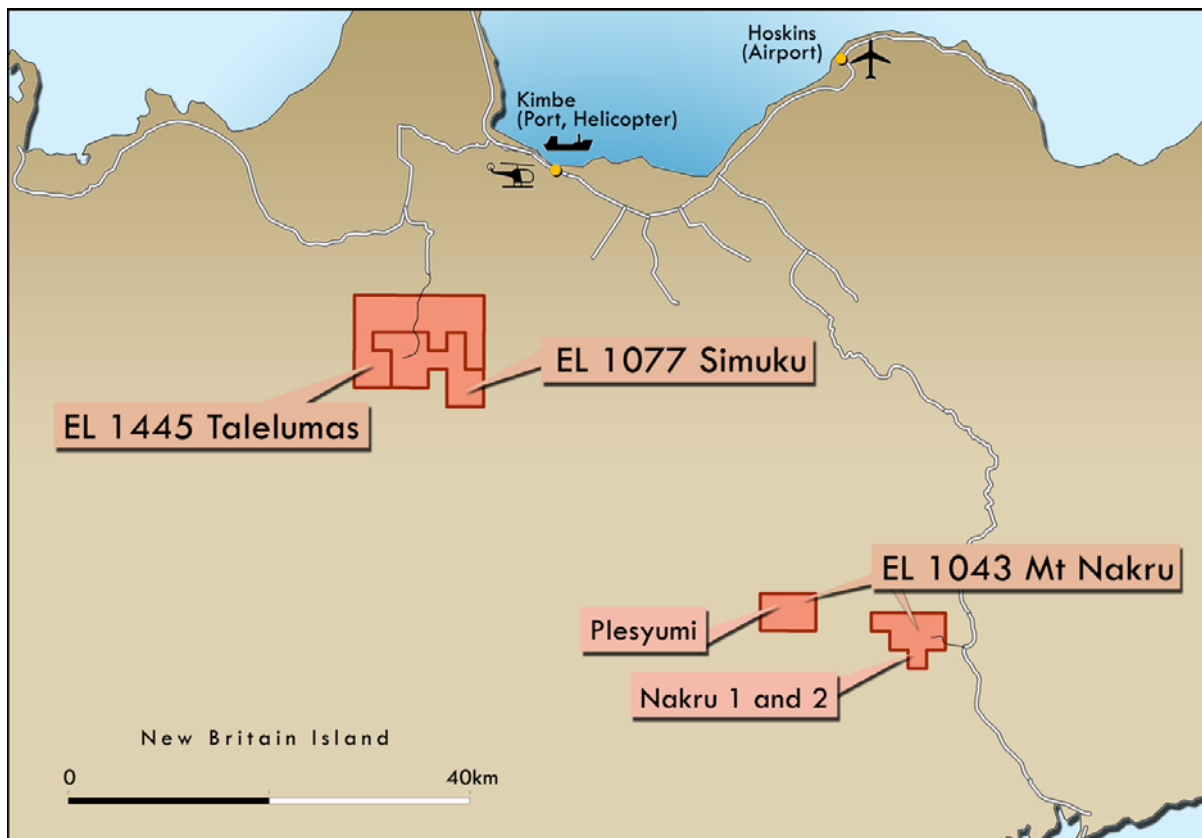 Hoskins
(Airport)
Kimbe
(Port, Helicopter)
EL 1077 Simuku
EL 1445 Talelumas
EL 1043 Mt Nakru
Plesyumi
Nakru 1 and 2
New Britain Island
0 40km